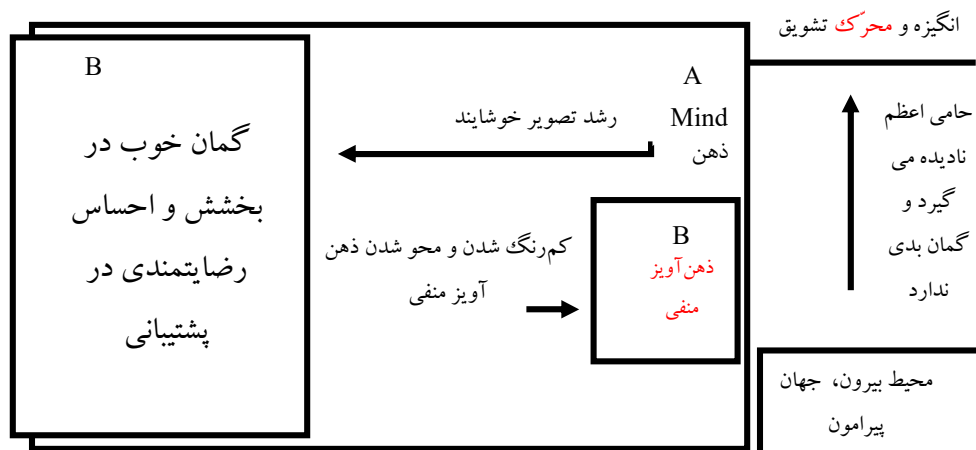 انگیزه و محرّک تشویق
حامی اعظم
نادیده می
گیرد و
گمان بدی
ندارد
محیط بیرون، جهان
پیرامون
A
Mind
ذهن
رشد تصویر خوشایند
B
ذهن‌آویز
منفی
کم‌رنگ شدن و محو شدن ذهن
آویز منفی
B
گمان خوب در
بخشش و احساس
رضایتمندی در
پشتیبانی